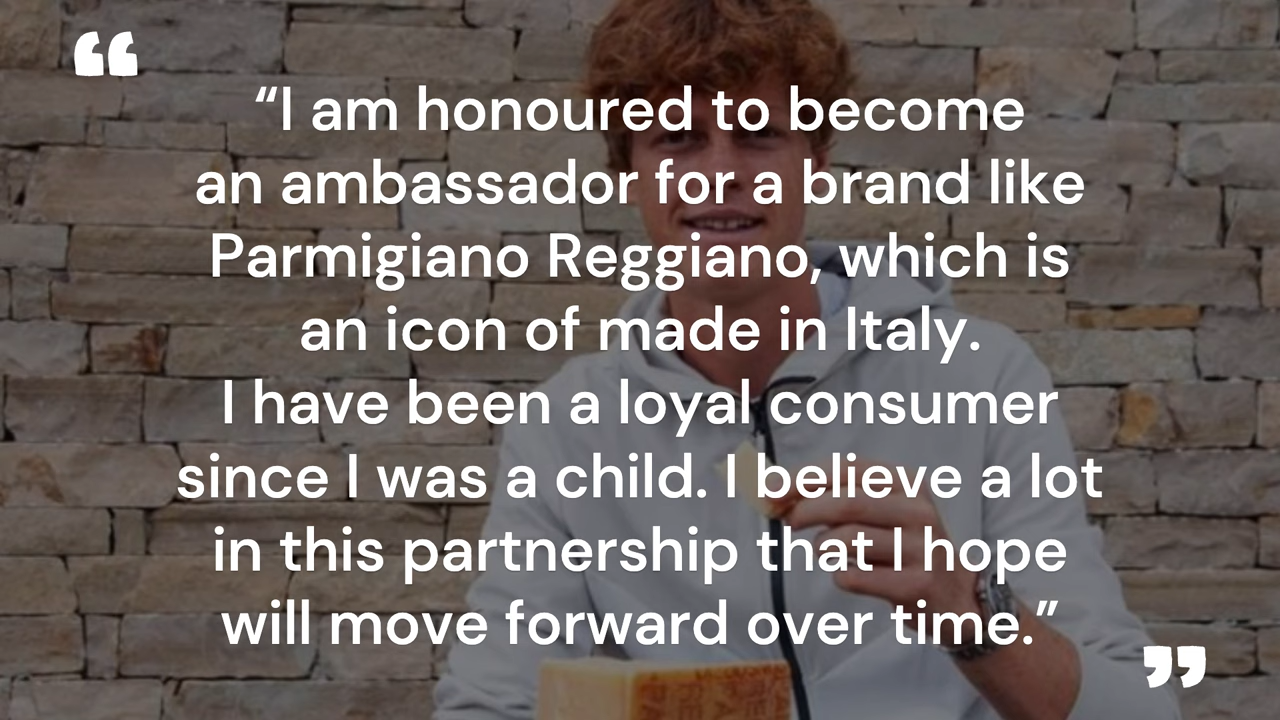 “I am honoured to become
an ambassador for a brand like
Parmigiano Reggiano, which is
an icon of made in Italy.
I have been a loyal consumer
since I was a child. I believe a lot
in this partnership that I hope
will move forward over time.”